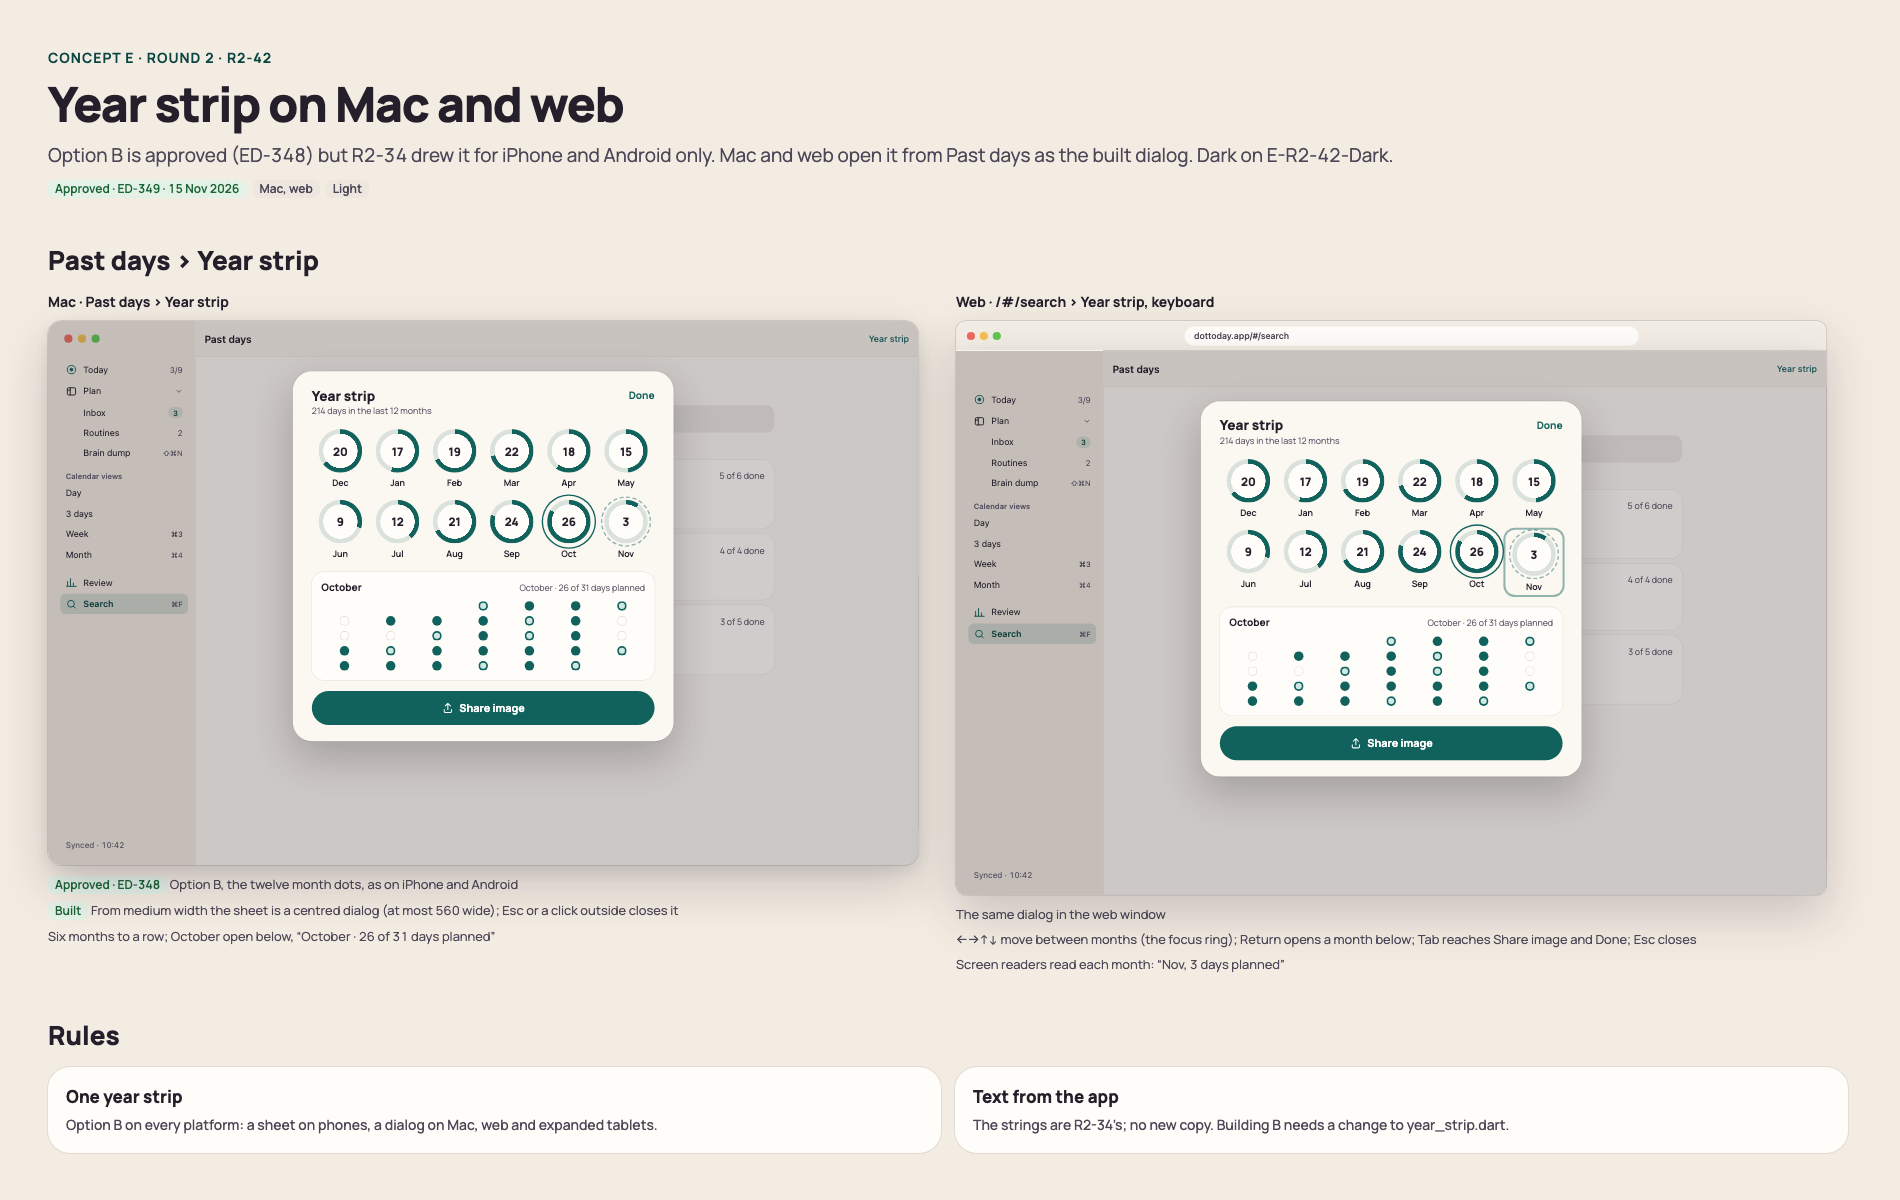 CONCEPT E · ROUND 2 · R2-42
Year strip on Mac and web
Option B is approved (ED-348) but R2-34 drew it for iPhone and Android only. Mac and web open it from Past days as the built dialog. Dark on E-R2-42-Dark.
Approved · ED-349 · 15 Nov 2026 Mac, web Light
Past days > Year strip
Mac · Past days > Year strip
Past days Year strip
Today 3/9
Plan
Inbox 3
Routines 2
Brain dump ⇧⌘N
Calendar views
Day
3 days
Week ⌘3
Month ⌘4
Review
Search ⌘F
Synced · 10:42
Year strip Done
214 days in the last 12 months
20 17 19 22 18 15
Dec Jan Feb Mar Apr May
9 12 21 24 26 3
Jun Jul Aug Sep Oct Nov
October October · 26 of 31 days planned
Share image
5 of 6 done
4 of 4 done
3 of 5 done
Approved · ED-348 Option B, the twelve month dots, as on iPhone and Android
Built From medium width the sheet is a centred dialog (at most 560 wide); Esc or a click outside closes it
Six months to a row; October open below, “October · 26 of 31 days planned”
Web · /#/search > Year strip, keyboard
dottoday.app/#/search
Past days Year strip
Today 3/9
Plan
Inbox 3
Routines 2
Brain dump ⇧⌘N
Calendar views
Day
3 days
Week ⌘3
Month ⌘4
Review
Search ⌘F
Synced · 10:42
Year strip Done
214 days in the last 12 months
20 17 19 22 18 15
Dec Jan Feb Mar Apr May
9 12 21 24 26 3
Jun Jul Aug Sep Oct Nov
October October · 26 of 31 days planned
Share image
5 of 6 done
4 of 4 done
3 of 5 done
The same dialog in the web window
←→↑↓ move between months (the focus ring); Return opens a month below; Tab reaches Share image and Done; Esc closes
Screen readers read each month: “Nov, 3 days planned”
Rules
One year strip
Option B on every platform: a sheet on phones, a dialog on Mac, web and expanded tablets.
Text from the app
The strings are R2-34's; no new copy. Building B needs a change to year_strip.dart.